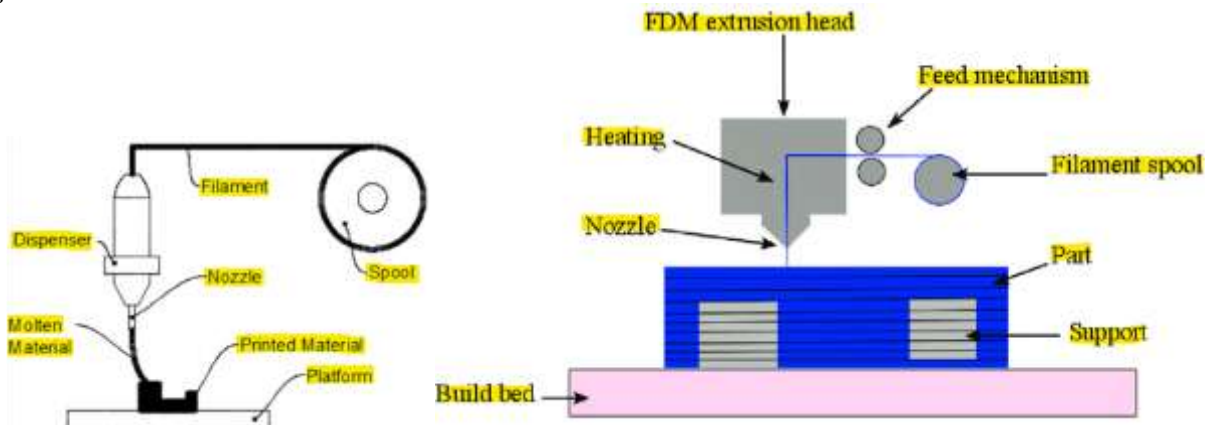 Filament
Dispenser
Spool
Nozzle
Molten
Material
Printed Material
Platform
FDM extrusion head
Feed mechanism
Heating
Filament spool
Nozzle
Part
Support
Build bed